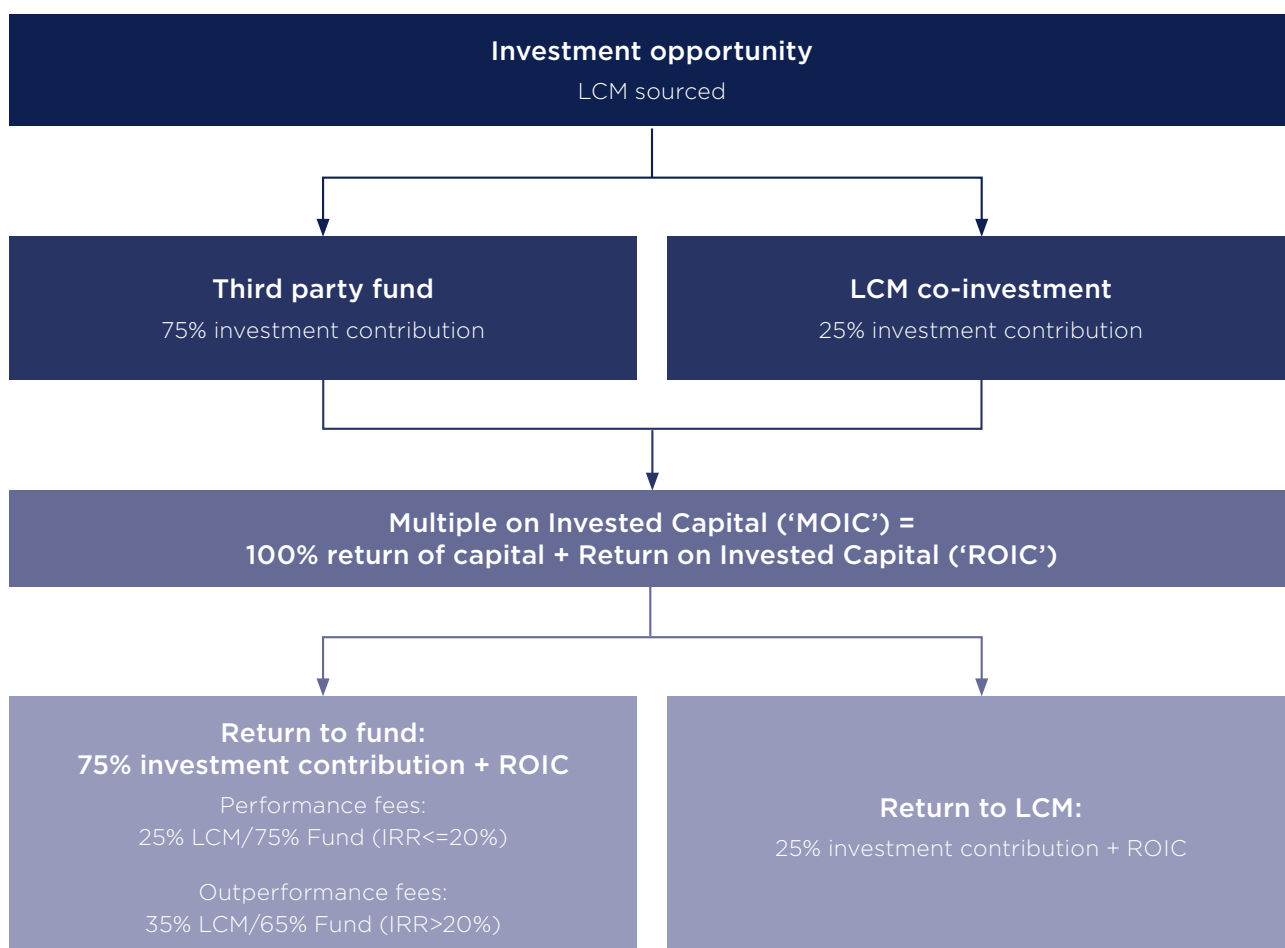 Investment opportunity
LCM sourced
Third party fund
75% investment contribution
LCM co-investment
25% investment contribution
Multiple on Invested Capital (‘MOIC’) =
100% return of capital + Return on Invested Capital (‘ROIC’)
Return to fund:
75% investment contribution + ROIC
Performance fees:
25% LCM/75% Fund (IRR<=20%)
Outperformance fees:
35% LCM/65% Fund (IRR>20%)
Return to LCM:
25% investment contribution + ROIC